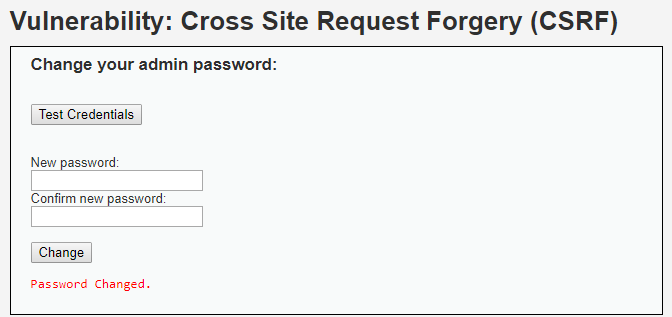 Vulnerability: Cross Site Request Forgery (CSRF)
Change your admin password:
Test Credentials
New password:
Confirm new password:
Change
Password Changed.